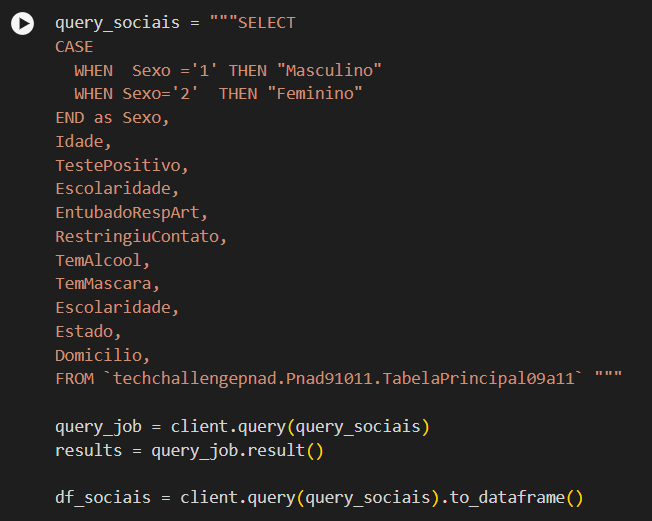 query_sociais = """SELECT
CASE
  WHEN  Sexo ='1' THEN "Masculino"
  WHEN Sexo='2'  THEN "Feminino"
END as Sexo,
Idade,
TestePositivo,
Escolaridade,
EntubadoRespArt,
RestringiuContato,
TemAlcool,
TemMascara,
Escolaridade,
Estado,
Domicilio,
FROM `techchallengepnad.Pnad91011.TabelaPrincipal09a11` """

query_job = client.query(query_sociais)
results = query_job.result()

df_sociais = client.query(query_sociais).to_dataframe()